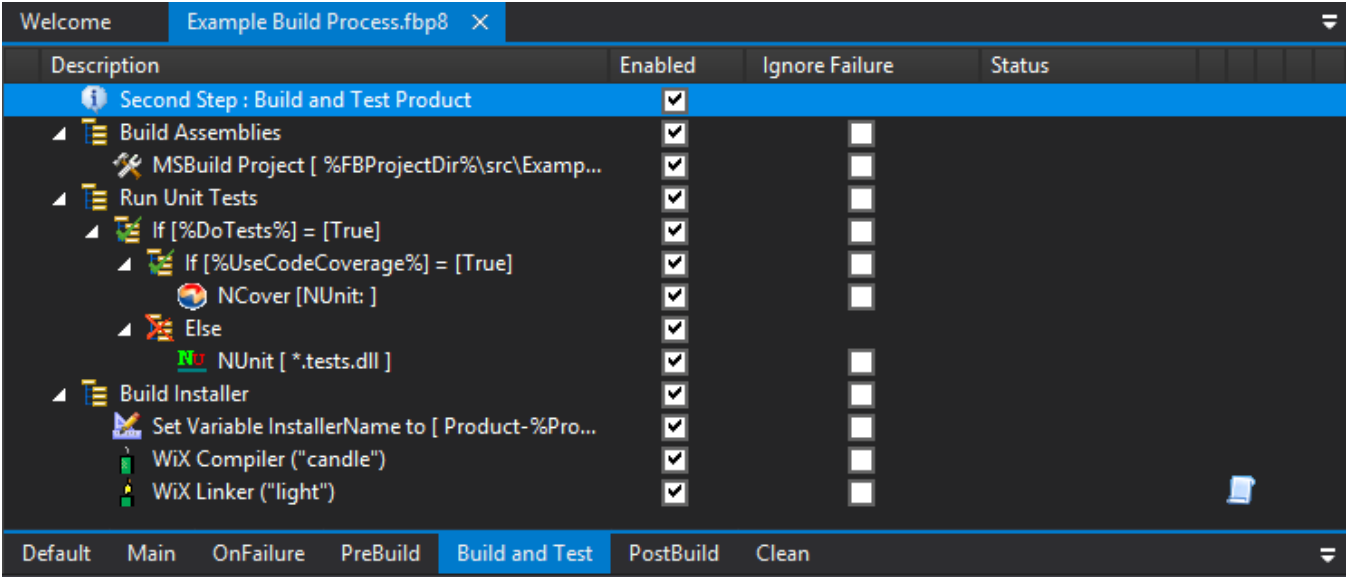 Welcome Example Build Process.fbp8
Description Enabled Ignore Failure Status
Second Step : Build and Test Product
Build Assemblies
MSBuild Project [ %FBProjectDir%\src\Examp...
Run Unit Tests
If [%DoTests%] = [True]
If [%UseCodeCoverage%] = [True]
NCover [NUnit: ]
Else
NU NUnit [ *.tests.dll ]
Build Installer
Set Variable InstallerName to [ Product-%Pro...
WiX Compiler ("candle")
WiX Linker ("light")
Default Main OnFailure PreBuild Build and Test PostBuild Clean